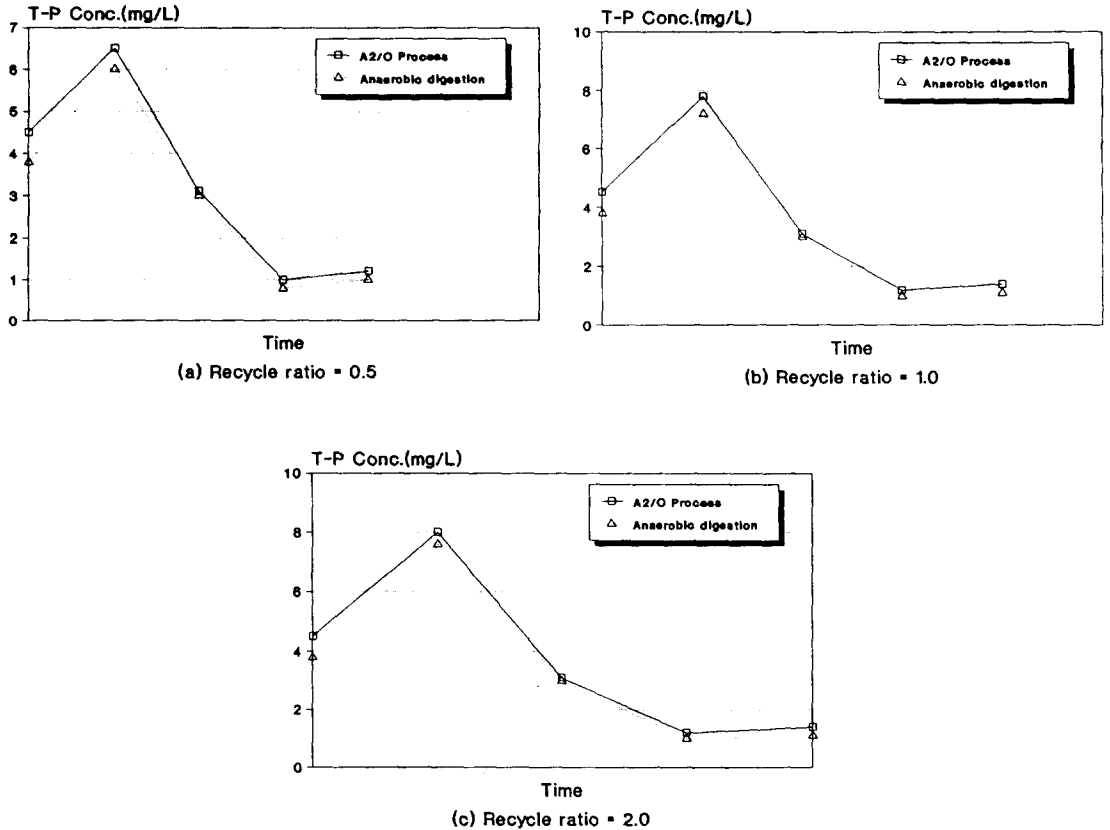 T-P Conc.(mg/L)
7
6
5
4
3
2
1
0
A2/O Process
Anaerobic digestion
Time
(a) Recycle ratio = 0.5
T-P Conc.(mg/L)
10
8
6
4
2
0
A2/O Process
Anaerobic digestion
Time
(b) Recycle ratio = 1.0
T-P Conc.(mg/L)
10
8
6
4
2
0
A2/O Process
Anaerobic digestion
Time
(c) Recycle ratio = 2.0